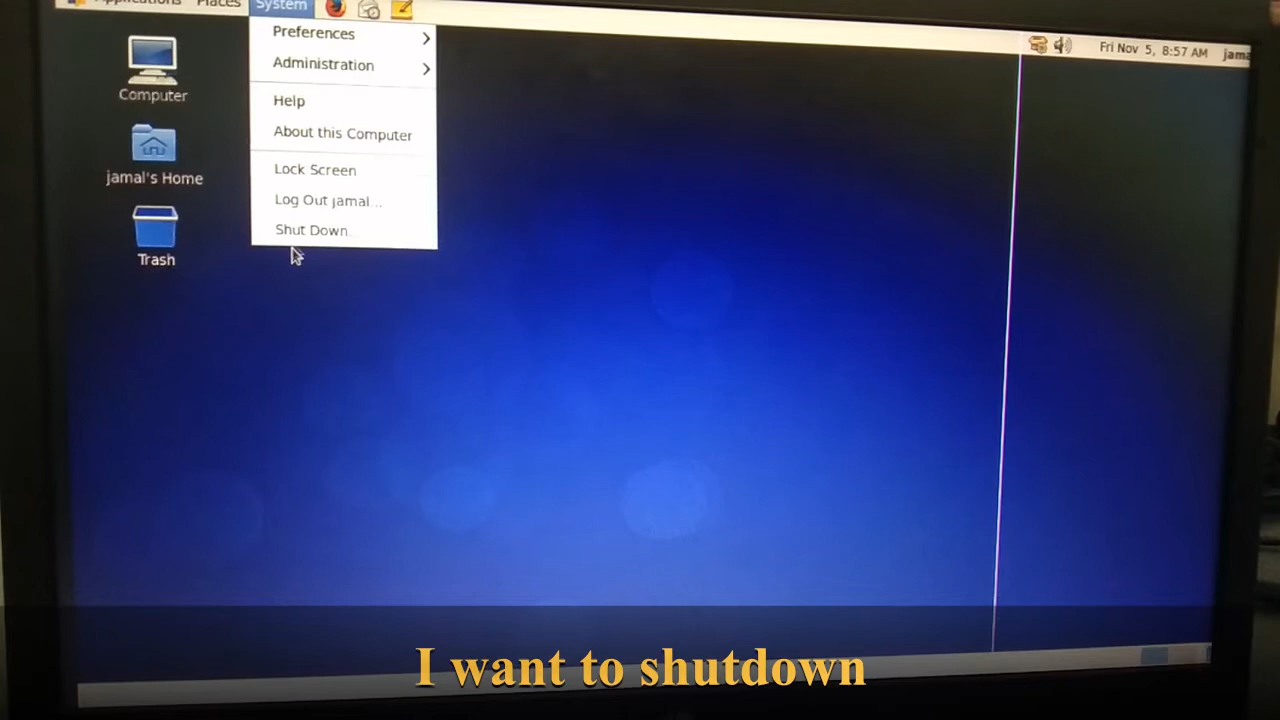 Applications Places System
Fri Nov 5, 8:57 AM jama
Preferences
Administration
Help
About this Computer
Lock Screen
Log Out jamal...
Shut Down...
Computer
jamal's Home
Trash
I want to shutdown